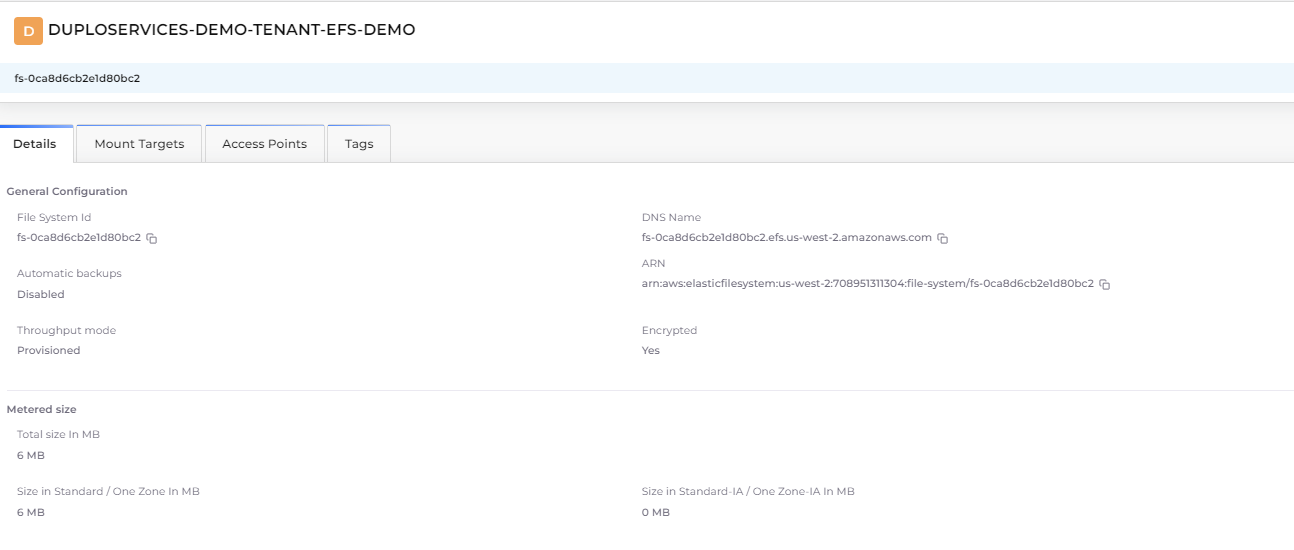 D DUPLOSERVICES-DEMO-TENANT-EFS-DEMO
fs-0ca8d6cb2e1d80bc2
Details Mount Targets Access Points Tags
General Configuration
File System Id
fs-0ca8d6cb2e1d80bc2
DNS Name
fs-0ca8d6cb2e1d80bc2.efs.us-west-2.amazonaws.com
Automatic backups
Disabled
ARN
arn:aws:elasticfilesystem:us-west-2:708951311304:file-system/fs-0ca8d6cb2e1d80bc2
Throughput mode
Provisioned
Encrypted
Yes
Metered size
Total size In MB
6 MB
Size in Standard / One Zone In MB
6 MB
Size in Standard-IA / One Zone-IA In MB
0 MB